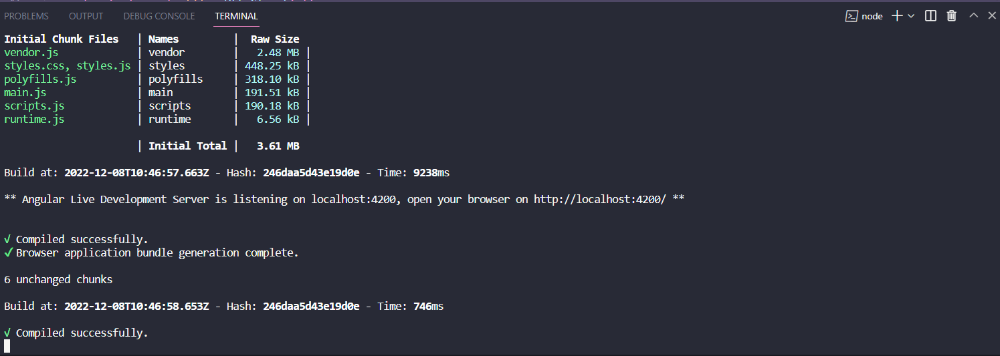 PROBLEMS OUTPUT DEBUG CONSOLE TERMINAL node
Initial Chunk Files | Names | Raw Size
vendor.js | vendor | 2.48 MB |
styles.css, styles.js | styles | 448.25 kB |
polyfills.js | polyfills | 318.10 kB |
main.js | main | 191.51 kB |
scripts.js | scripts | 190.18 kB |
runtime.js | runtime | 6.56 kB |
| Initial Total | 3.61 MB
Build at: 2022-12-08T10:46:57.663Z - Hash: 246daa5d43e19d0e - Time: 9238ms
** Angular Live Development Server is listening on localhost:4200, open your browser on http://localhost:4200/ **
√ Compiled successfully.
✔ Browser application bundle generation complete.
6 unchanged chunks
Build at: 2022-12-08T10:46:58.653Z - Hash: 246daa5d43e19d0e - Time: 746ms
√ Compiled successfully.